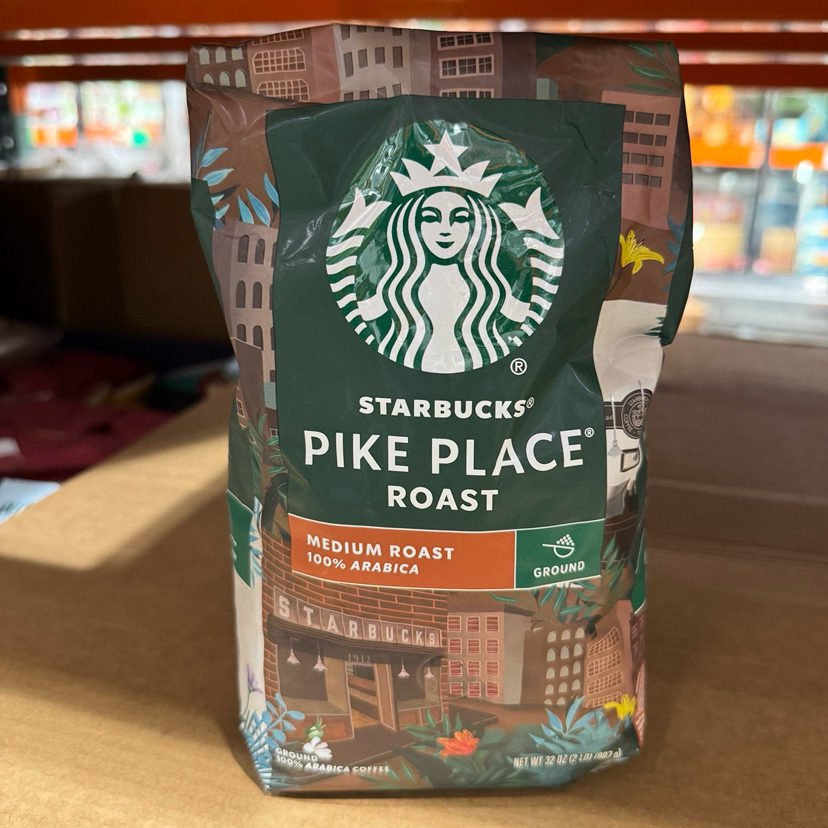 STARBUCKS®
PIKE PLACE®
ROAST
MEDIUM ROAST
100% ARABICA
GROUND
STARBUCKS
1912
GROUND
100% ARABICA COFFEE
NET WT 32 OZ (2 LB) (907 g)